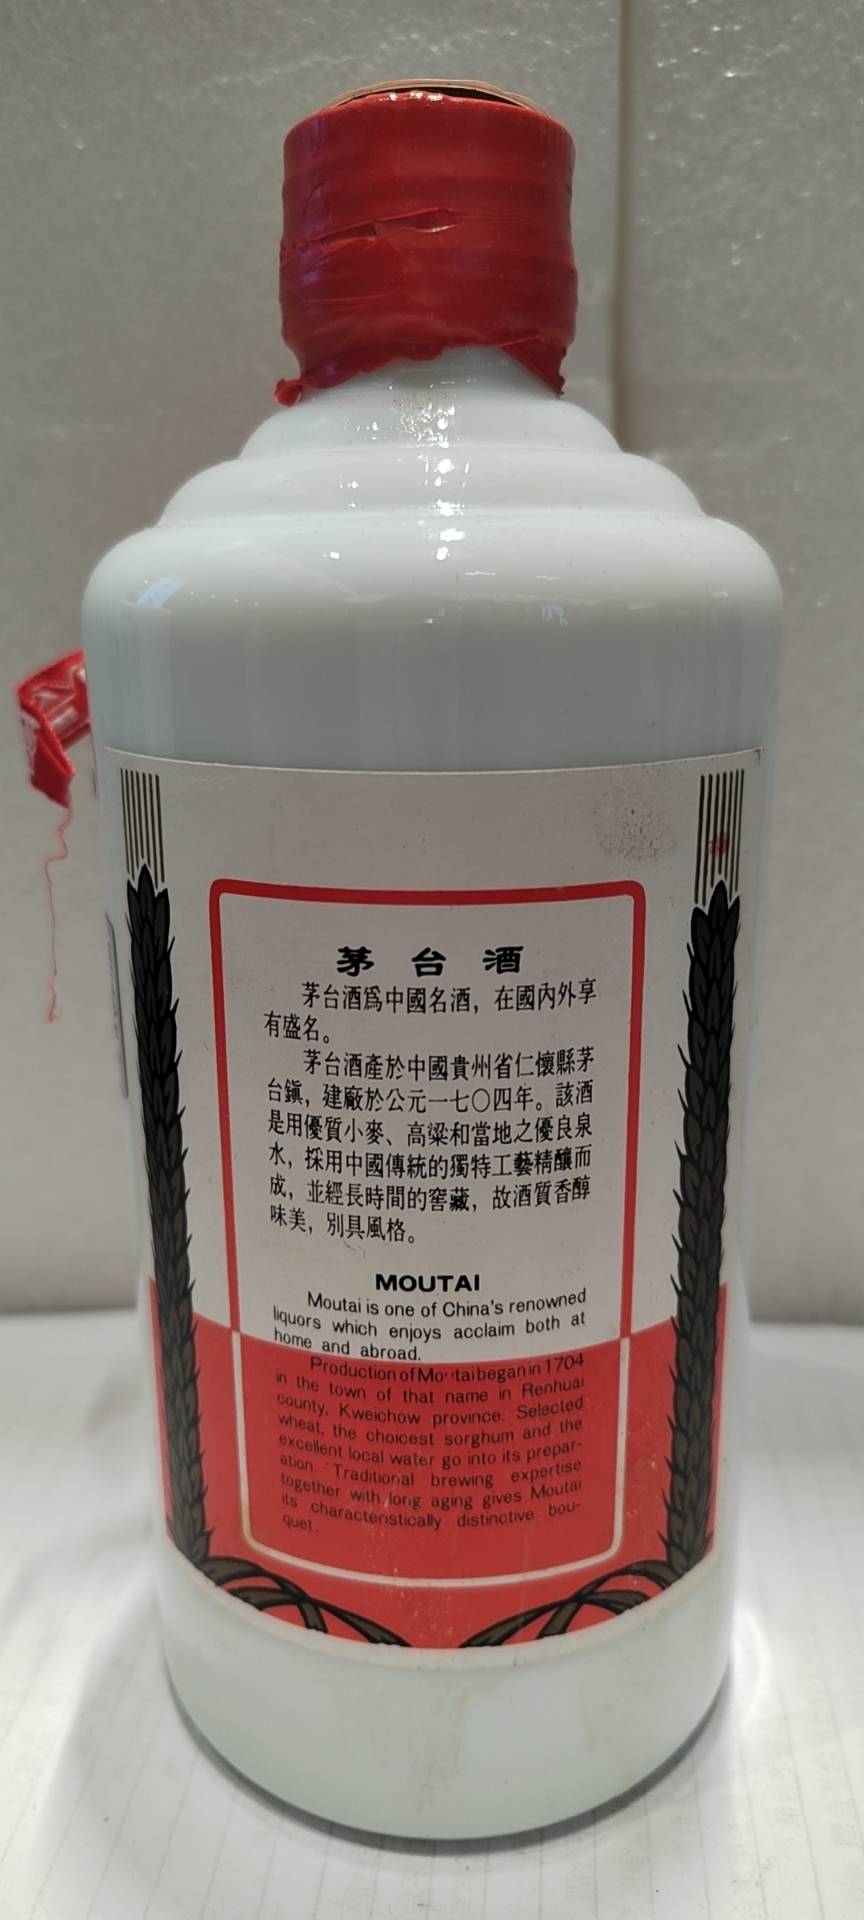 茅台酒
茅台酒爲中國名酒，在國內外享
有盛名。
茅台酒產於中國貴州省仁懷縣茅
台鎮，建廠於公元一七〇四年。該酒
是用優質小麥、高粱和當地之優良泉
水，採用中國傳統的獨特工藝精釀而
成，並經長時間的窖藏，故酒質香醇
味美，別具風格。
MOUTAI
Moutai is one of China's renowned
liquors which enjoys acclaim both at
home and abroad.
Production of Moutai began in 1704
in the town of that name in Renhuai
county, Kweichow province. Selected
wheat, the choicest sorghum and the
excellent local water go into its prepar-
ation. Traditional brewing expertise
together with long aging gives Moutai
its characteristically distinctive bou-
quet.